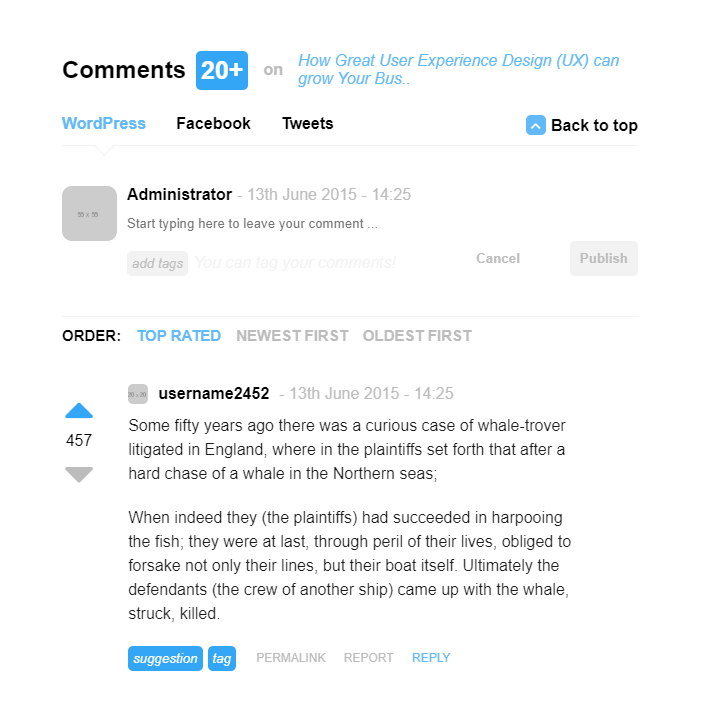 Comments 20+ on How Great User Experience Design (UX) can
grow Your Bus..
WordPress Facebook Tweets Back to top
Administrator - 13th June 2015 - 14:25
55 x 55
Start typing here to leave your comment ...
add tags You can tag your comments! Cancel Publish
ORDER: TOP RATED NEWEST FIRST OLDEST FIRST
20 x 20 username2452 - 13th June 2015 - 14:25
Some fifty years ago there was a curious case of whale-trover
457
litigated in England, where in the plaintiffs set forth that after a
hard chase of a whale in the Northern seas;
When indeed they (the plaintiffs) had succeeded in harpooing
the fish; they were at last, through peril of their lives, obliged to
forsake not only their lines, but their boat itself. Ultimately the
defendants (the crew of another ship) came up with the whale,
struck, killed.
suggestion tag PERMALINK REPORT REPLY